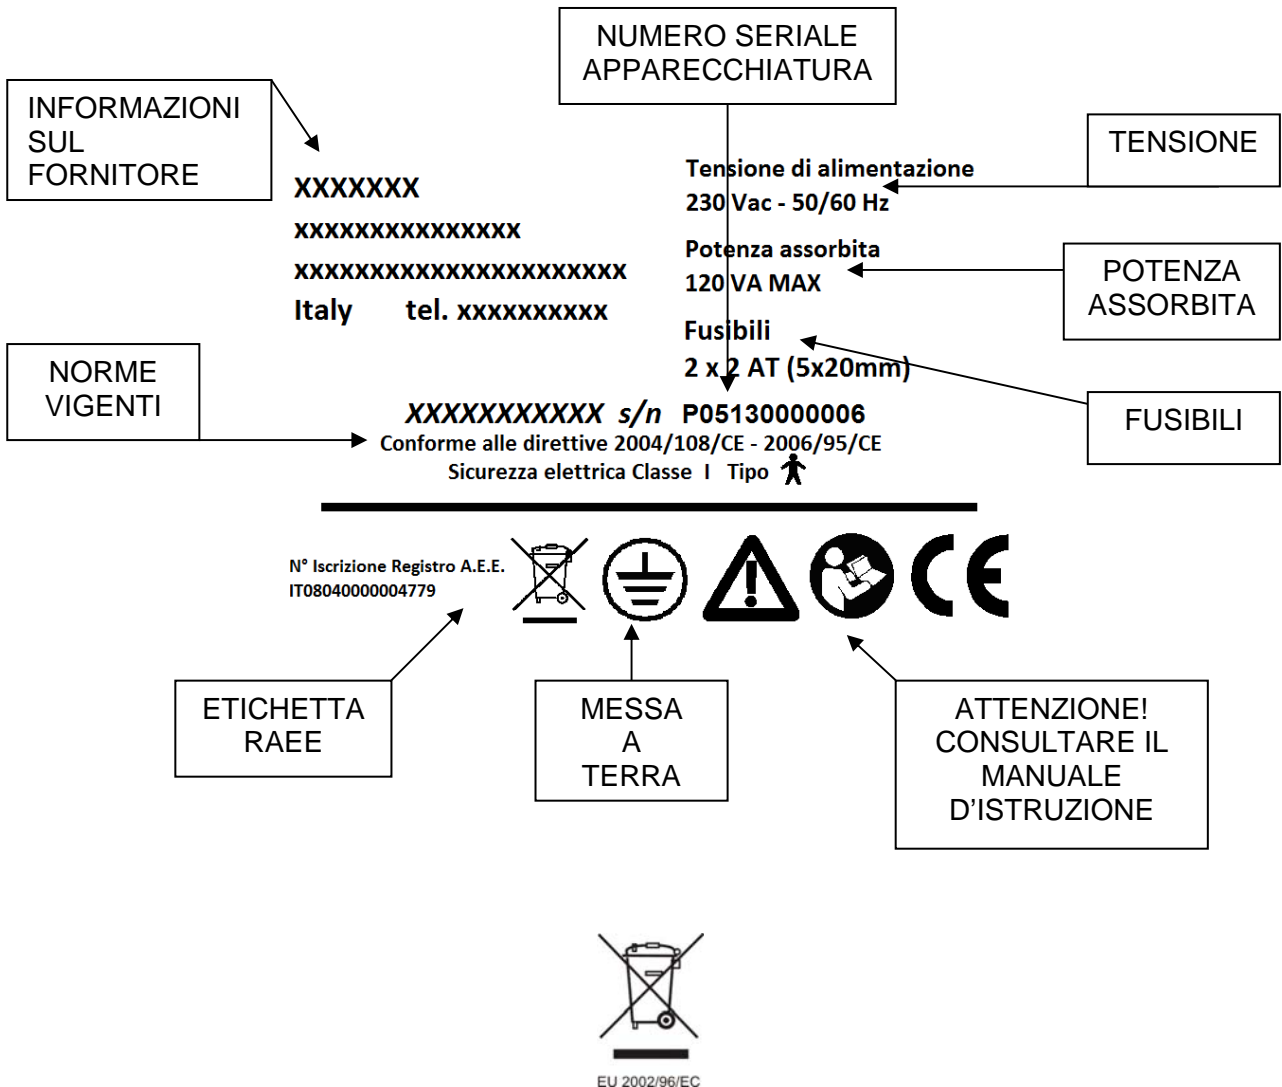 NUMERO SERIALE
APPARECCHIATURA
INFORMAZIONI
SUL
FORNITORE
TENSIONE
XXXXXXX
xxxxxxxxxxxxxxx
xxxxxxxxxxxxxxxxxxxxxx
Italy tel. xxxxxxxxxx
Tensione di alimentazione
230 Vac - 50/60 Hz
Potenza assorbita
120 VA MAX
POTENZA
ASSORBITA
Fusibili
2 x 2 AT (5x20mm)
NORME
VIGENTI
FUSIBILI
XXXXXXXXXXX s/n P05130000006
Conforme alle direttive 2004/108/CE - 2006/95/CE
Sicurezza elettrica Classe I Tipo
N° Iscrizione Registro A.E.E.
IT08040000004779
CE
ETICHETTA
RAEE
MESSA
A
TERRA
ATTENZIONE!
CONSULTARE IL
MANUALE
D'ISTRUZIONE
EU 2002/96/EC